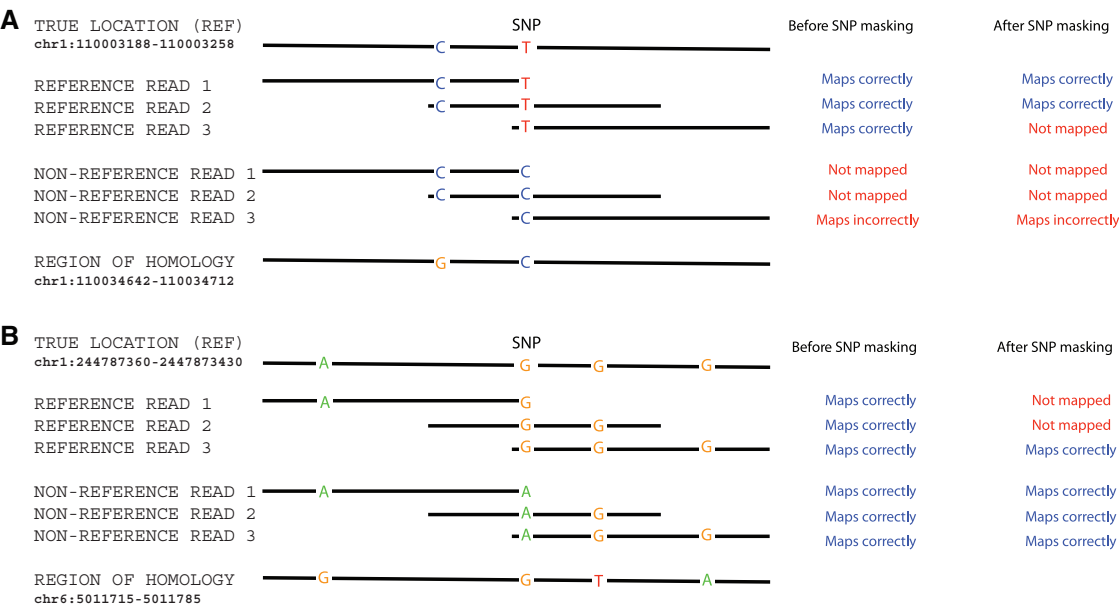 A TRUE LOCATION (REF) SNP Before SNP masking After SNP masking
chr1:110003188-110003258 C T
REFERENCE READ 1 C T Maps correctly Maps correctly
REFERENCE READ 2 C T Maps correctly Maps correctly
REFERENCE READ 3 T Maps correctly Not mapped
NON-REFERENCE READ 1 C C Not mapped Not mapped
NON-REFERENCE READ 2 C C Not mapped Not mapped
NON-REFERENCE READ 3 C Maps incorrectly Maps incorrectly
REGION OF HOMOLOGY G C
chr1:110034642-110034712
B TRUE LOCATION (REF) SNP Before SNP masking After SNP masking
chr1:244787360-2447873430 A G G G
REFERENCE READ 1 A G Maps correctly Not mapped
REFERENCE READ 2 G G Maps correctly Not mapped
REFERENCE READ 3 G G G Maps correctly Maps correctly
NON-REFERENCE READ 1 A A Maps correctly Maps correctly
NON-REFERENCE READ 2 A G Maps correctly Maps correctly
NON-REFERENCE READ 3 A G G Maps correctly Maps correctly
REGION OF HOMOLOGY G G T A
chr6:5011715-5011785